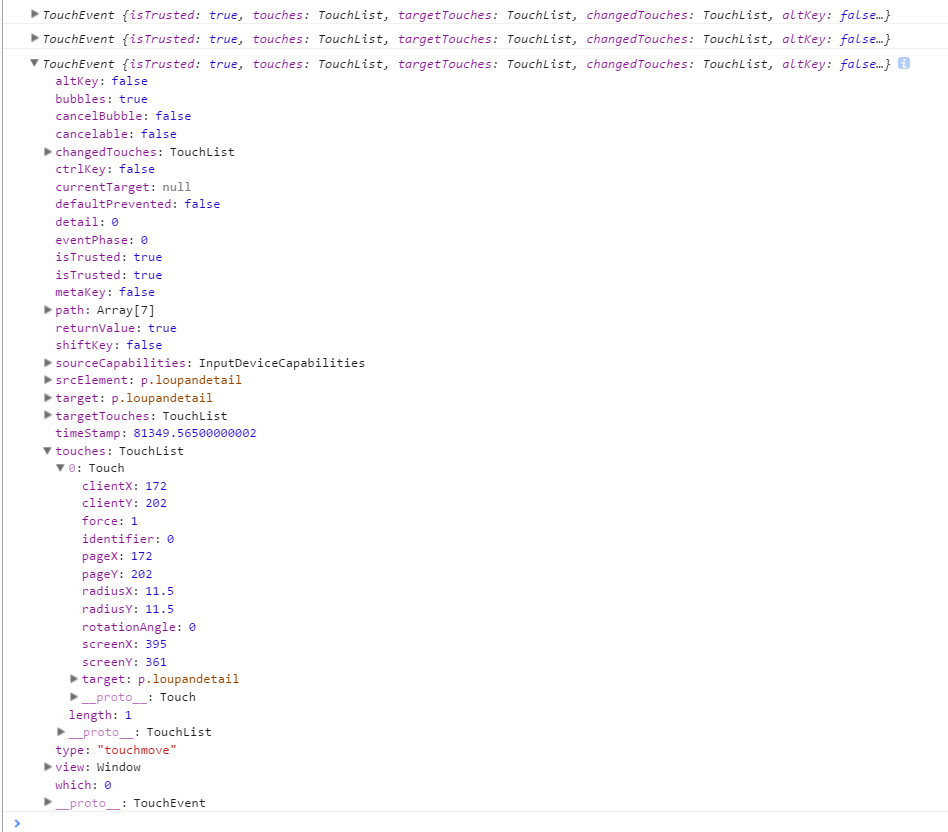 TouchEvent {isTrusted: true, touches: TouchList, targetTouches: TouchList, changedTouches: TouchList, altKey: false…}
TouchEvent {isTrusted: true, touches: TouchList, targetTouches: TouchList, changedTouches: TouchList, altKey: false…}
TouchEvent {isTrusted: true, touches: TouchList, targetTouches: TouchList, changedTouches: TouchList, altKey: false…} i
altKey: false
bubbles: true
cancelBubble: false
cancelable: false
changedTouches: TouchList
ctrlKey: false
currentTarget: null
defaultPrevented: false
detail: 0
eventPhase: 0
isTrusted: true
isTrusted: true
metaKey: false
path: Array[7]
returnValue: true
shiftKey: false
sourceCapabilities: InputDeviceCapabilities
srcElement: p.loupandetail
target: p.loupandetail
targetTouches: TouchList
timeStamp: 81349.56500000002
touches: TouchList
0: Touch
clientX: 172
clientY: 202
force: 1
identifier: 0
pageX: 172
pageY: 202
radiusX: 11.5
radiusY: 11.5
rotationAngle: 0
screenX: 395
screenY: 361
target: p.loupandetail
__proto__: Touch
length: 1
__proto__: TouchList
type: "touchmove"
view: Window
which: 0
__proto__: TouchEvent